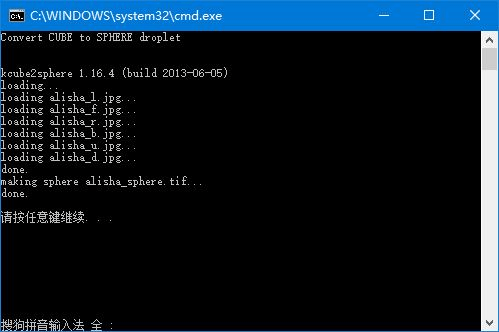 C:\WINDOWS\system32\cmd.exe
Convert CUBE to SPHERE droplet
kcube2sphere 1.16.4 (build 2013-06-05)
loading...
loading alisha_l.jpg...
loading alisha_f.jpg...
loading alisha_r.jpg...
loading alisha_b.jpg...
loading alisha_u.jpg...
loading alisha_d.jpg...
done.
making sphere alisha_sphere.tif...
done.
请按任意键继续. . .
搜狗拼音输入法 全 :